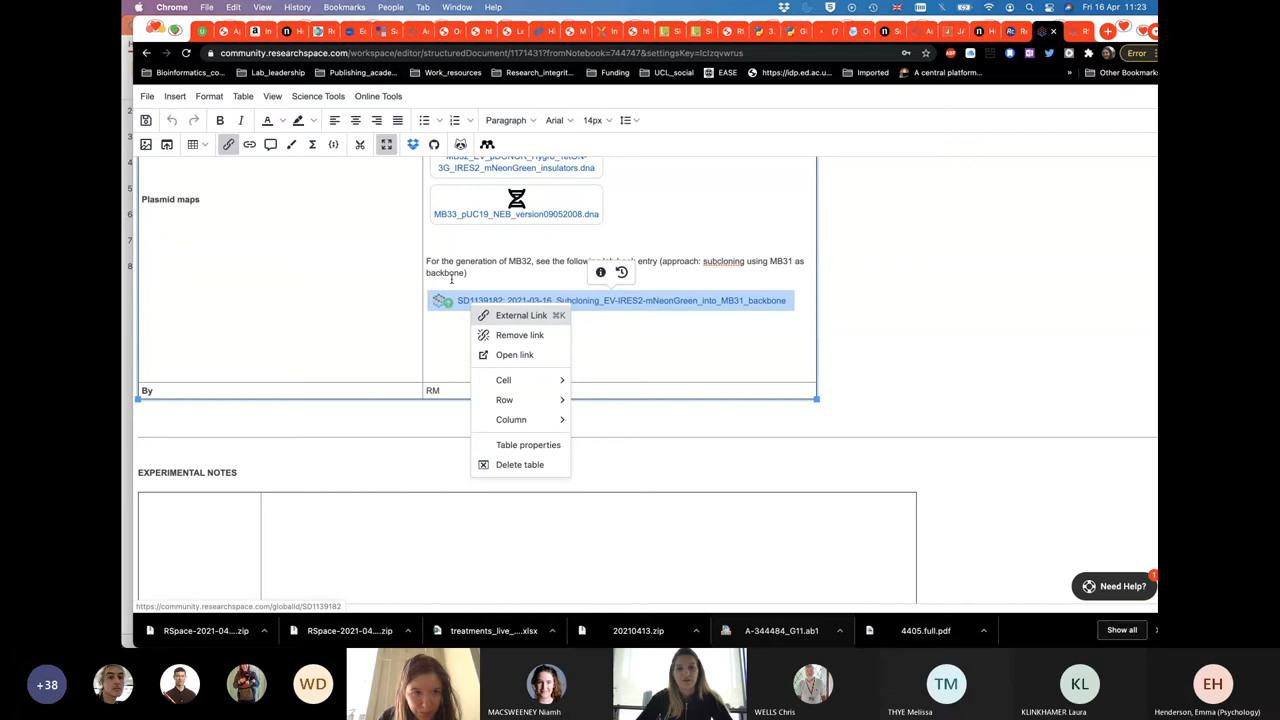 Chrome File Edit View History Bookmarks People Tab Window Help Fri 16 Apr 11:23
community.researchspace.com/workspace/editor/structuredDocument/1171431?fromNotebook=744747&settingsKey=lcIzqvwrus Error
Bioinformatics_co... Lab_leadership Publishing_acade... Work_resources Research_integrit... Funding UCL_social EASE https://idp.ed.ac.u... Imported A central platform... » Other Bookmarks
File Insert Format Table View Science Tools Online Tools
Paragraph Arial 14px
MB32_EV_pDONOR_Hygro_TetON-
3G_IRES2_mNeonGreen_insulators.dna
Plasmid maps
MB33_pUC19_NEB_version09052008.dna
For the generation of MB32, see the following entry (approach: subcloning using MB31 as
backbone)
SD1139182: 2021-03-16_Subcloning_EV-IRES2-mNeonGreen_into_MB31_backbone
External Link ⌘K
Remove link
Open link
Cell
Row
Column
Table properties
Delete table
By RM
EXPERIMENTAL NOTES
Need Help? 1
https://community.researchspace.com/globalId/SD1139182
RSpace-2021-04....zip RSpace-2021-04....zip treatments_live_....xlsx 20210413.zip A-344484_G11.ab1 4405.full.pdf Show all
+38 WD TM KL EH
MACSWEENEY Niamh WELLS Chris THYE Melissa KLINKHAMER Laura Henderson, Emma (Psychology)